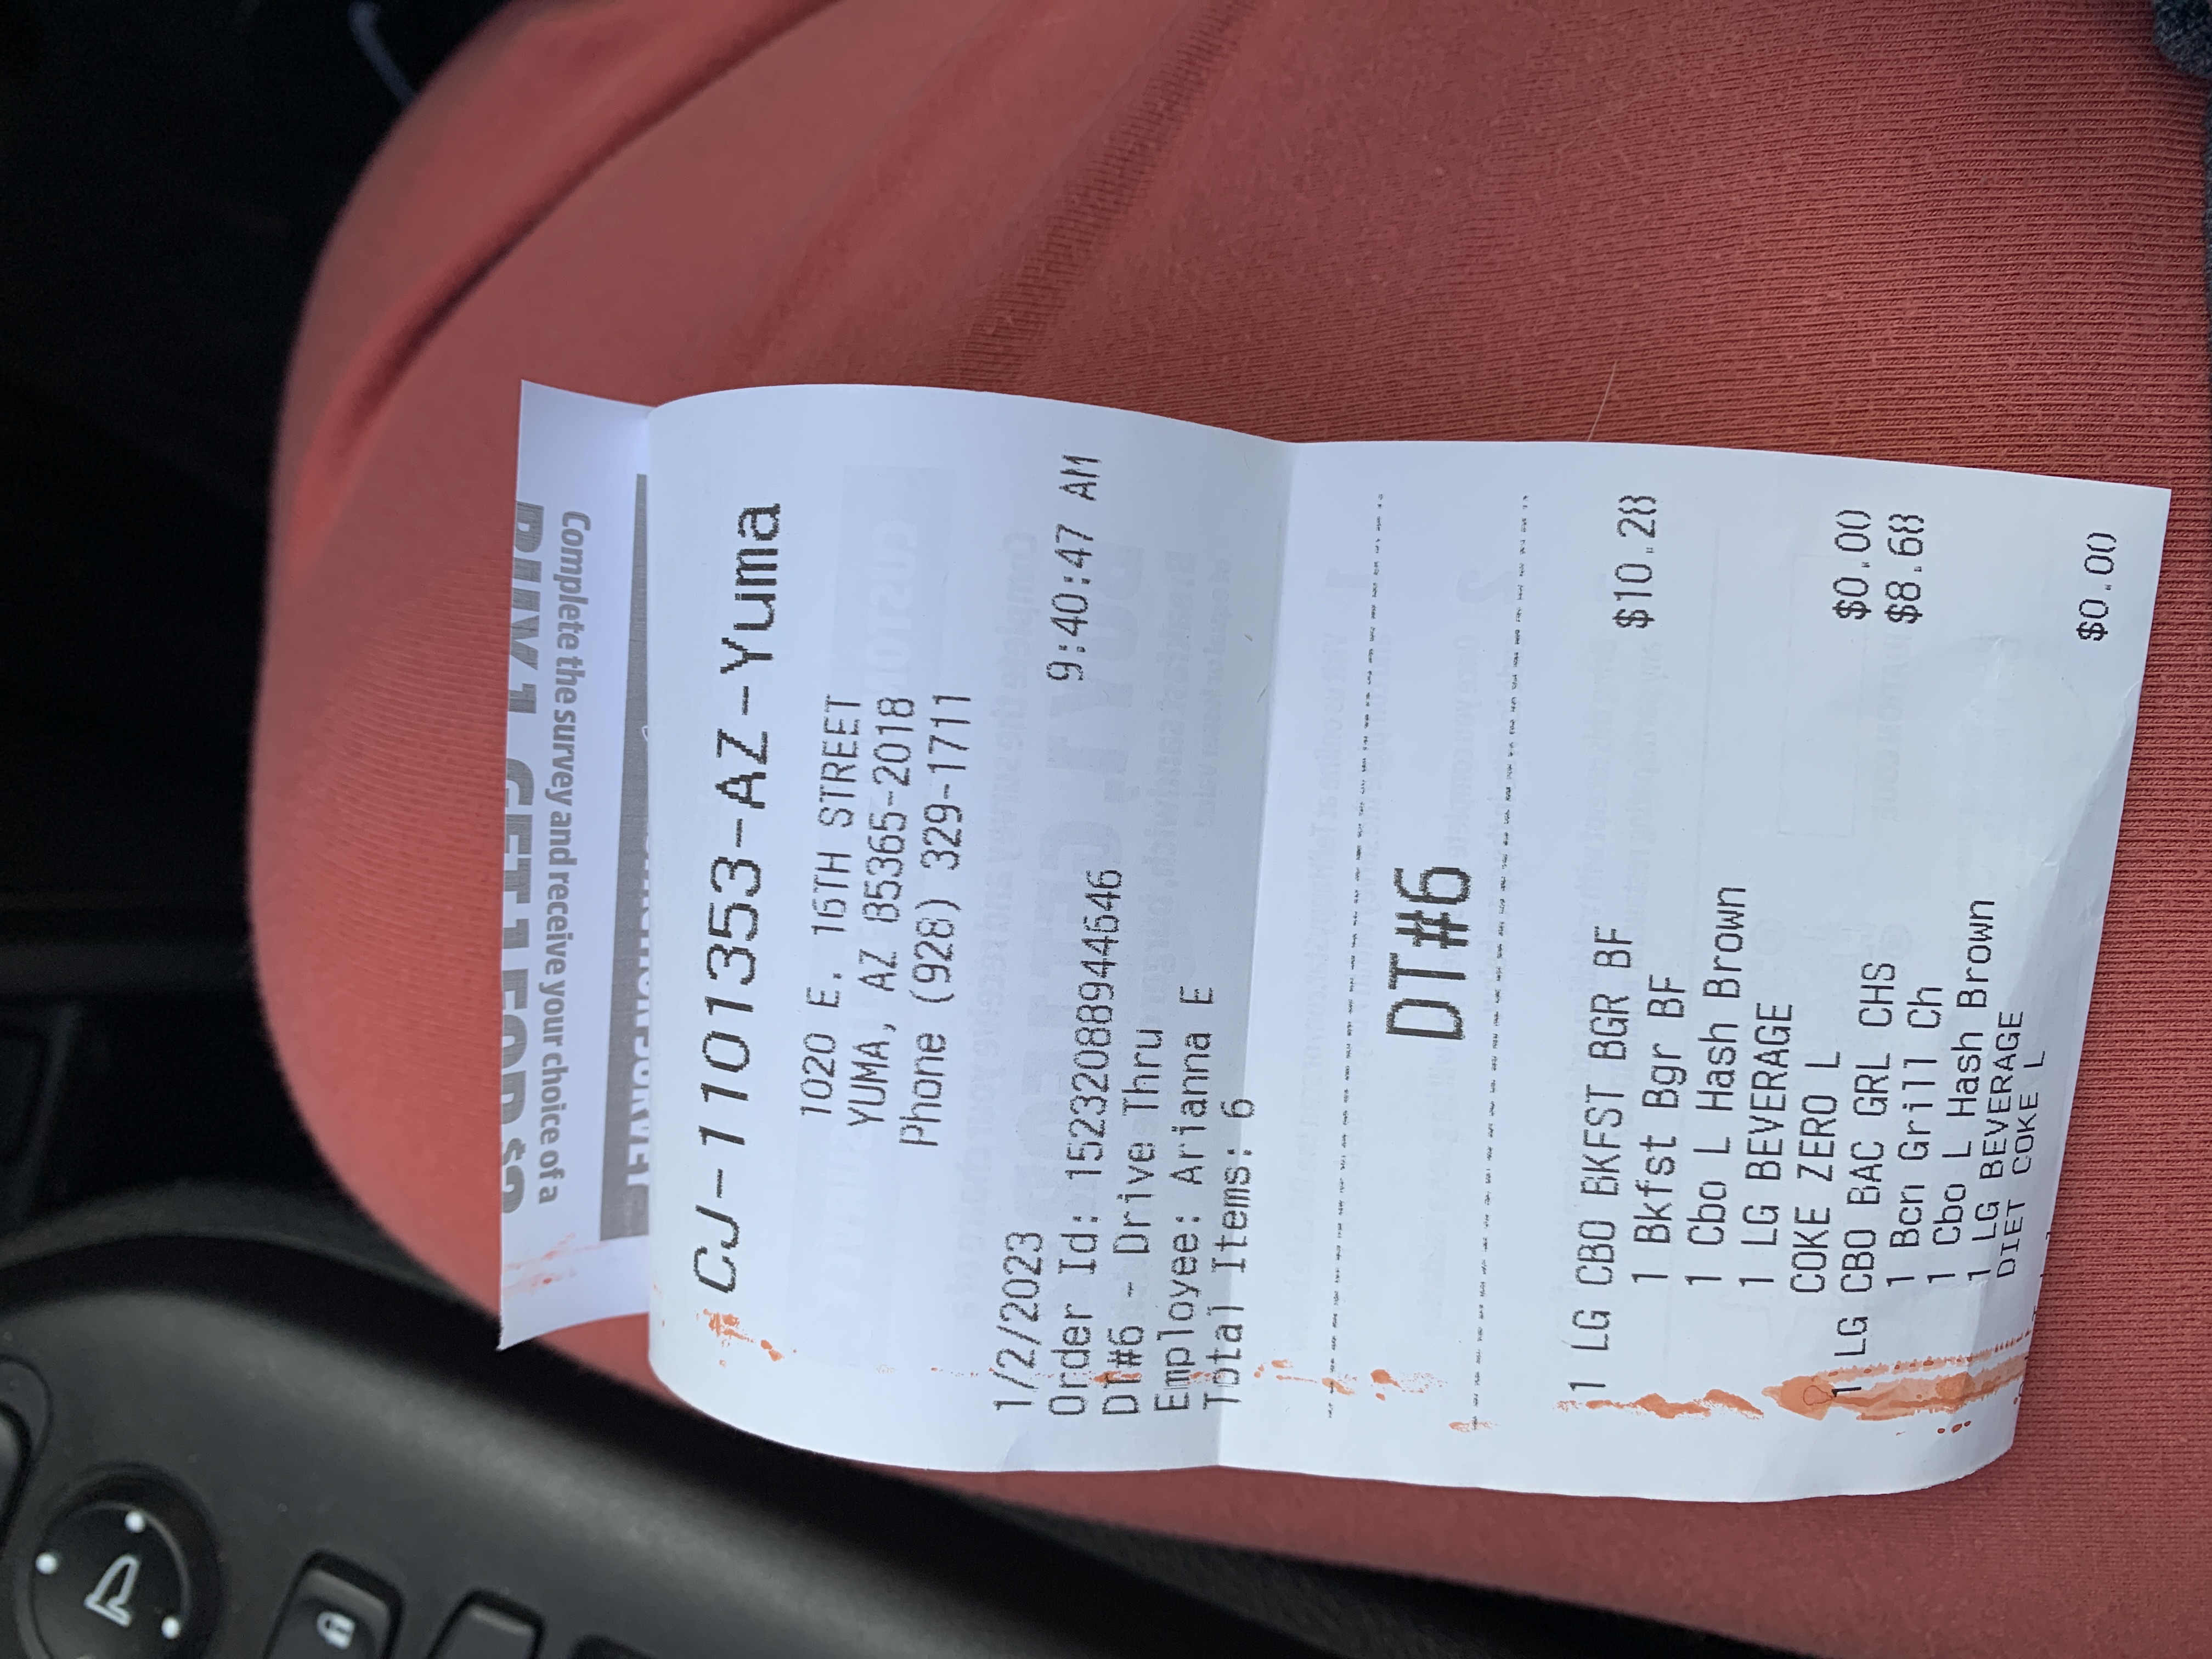 Complete the survey and receive your choice of a
CJ-110153-AZ-Yuma
1020 E. 16TH STREET
YUMA, AZ 85365-2018
Phone (928) 329-1711
1/2/2023 9:40:47 AM
Order Id: 1523208894​4646
DT#6 - Drive Thru
Employee: Arianna E
Total Items: 6
DT#6
1 LG CBO BKFST BGR BF $10.28
1 Bkfst Bgr BF
1 Cbo L Hash Brown
1 LG BEVERAGE
COKE ZERO L $0.00
1 LG CBO BAC GRL CHS $8.68
1 Bcn Grill Ch
1 Cbo L Hash Brown
1 LG BEVERAGE
DIET COKE L $0.00